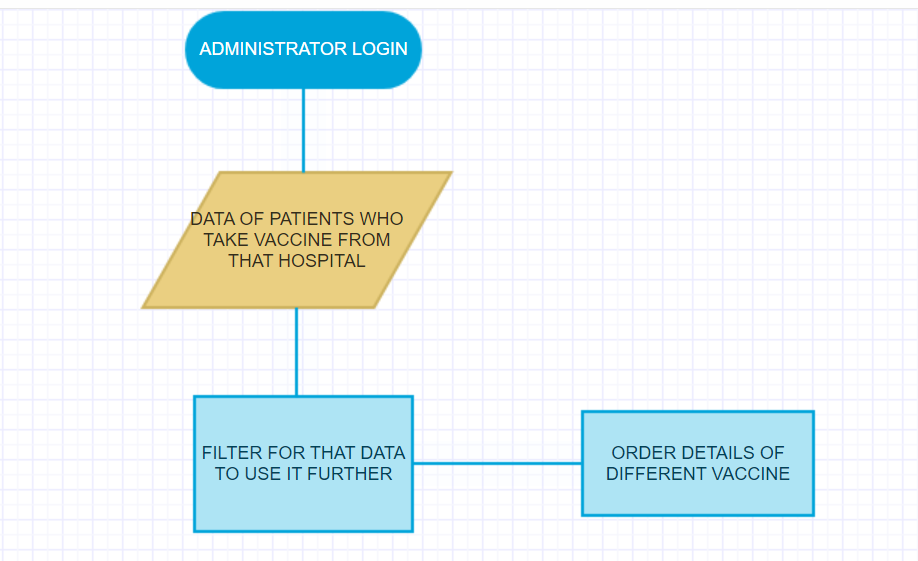 ADMINISTRATOR LOGIN
DATA OF PATIENTS WHO
TAKE VACCINE FROM
THAT HOSPITAL
FILTER FOR THAT DATA
TO USE IT FURTHER
ORDER DETAILS OF
DIFFERENT VACCINE